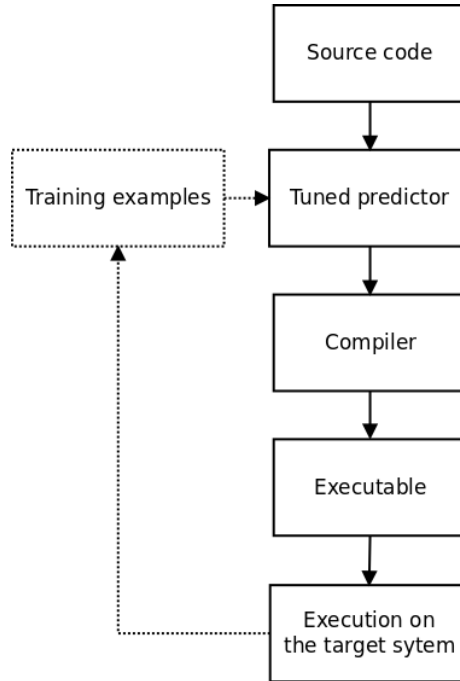 Source code
Training examples
Tuned predictor
Compiler
Executable
Execution on
the target sytem